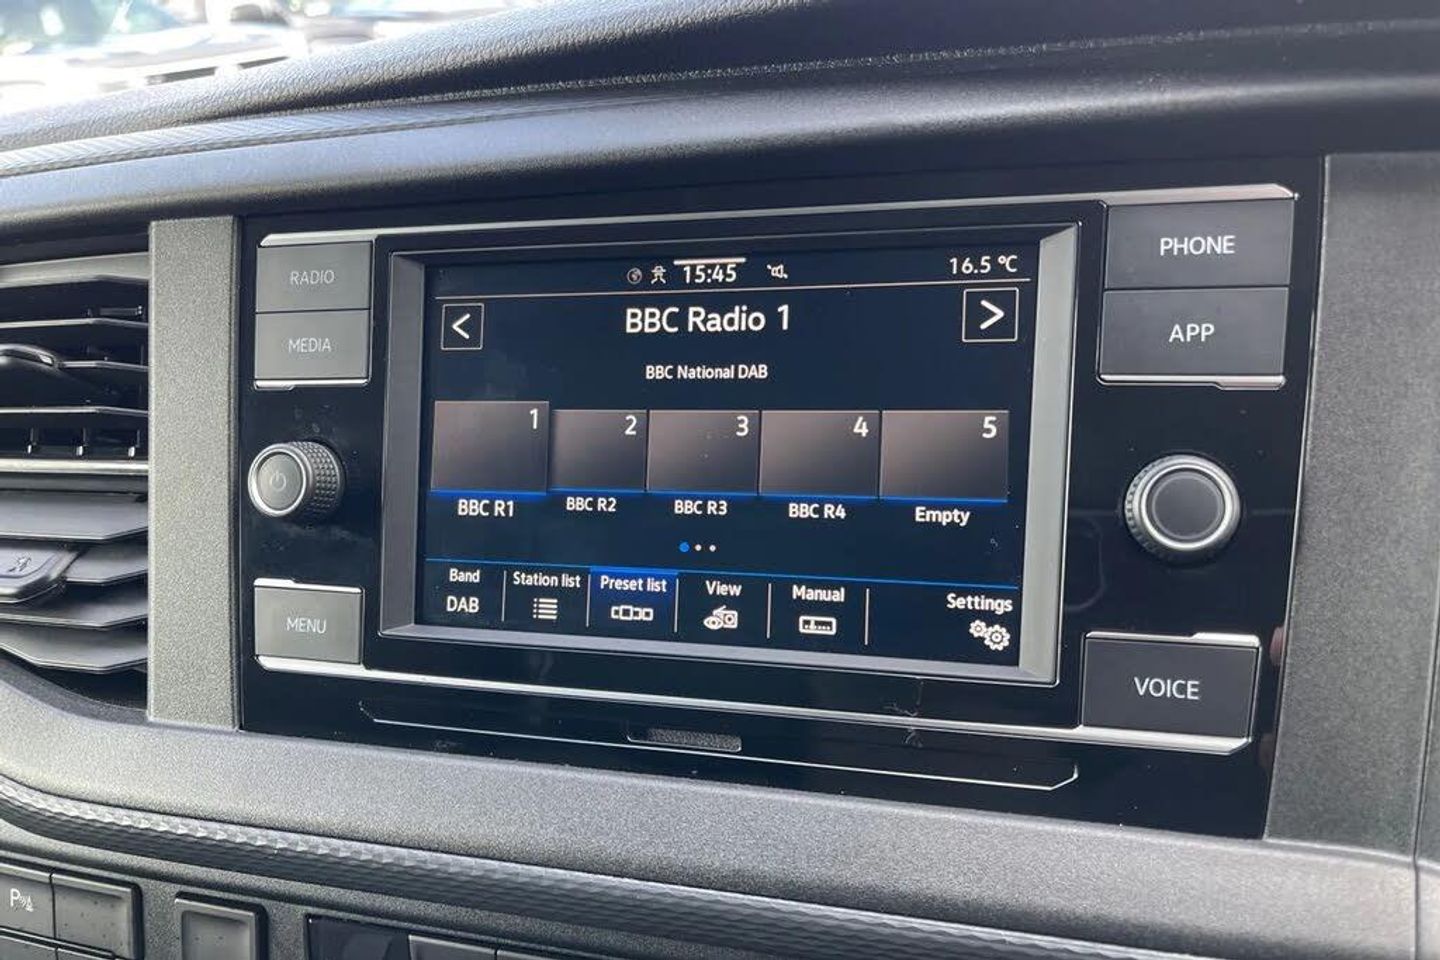 RADIO
MEDIA
MENU
15:45
16.5 °C
<
BBC Radio 1
>
BBC National DAB
1 2 3 4 5
BBC R1 BBC R2 BBC R3 BBC R4 Empty
Band Station list Preset list View Manual Settings
DAB
PHONE
APP
VOICE
P